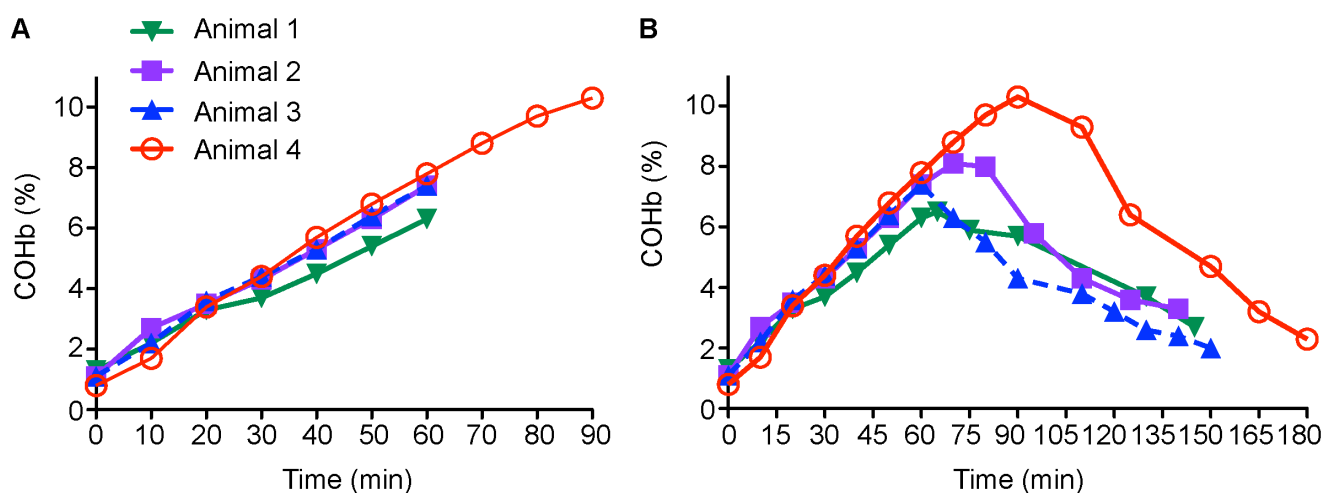 A
Animal 1
Animal 2
Animal 3
Animal 4
COHb (%)
10
8
6
4
2
0
0 10 20 30 40 50 60 70 80 90
Time (min)
B
COHb (%)
10
8
6
4
2
0
0 15 30 45 60 75 90 105 120 135 150 165 180
Time (min)